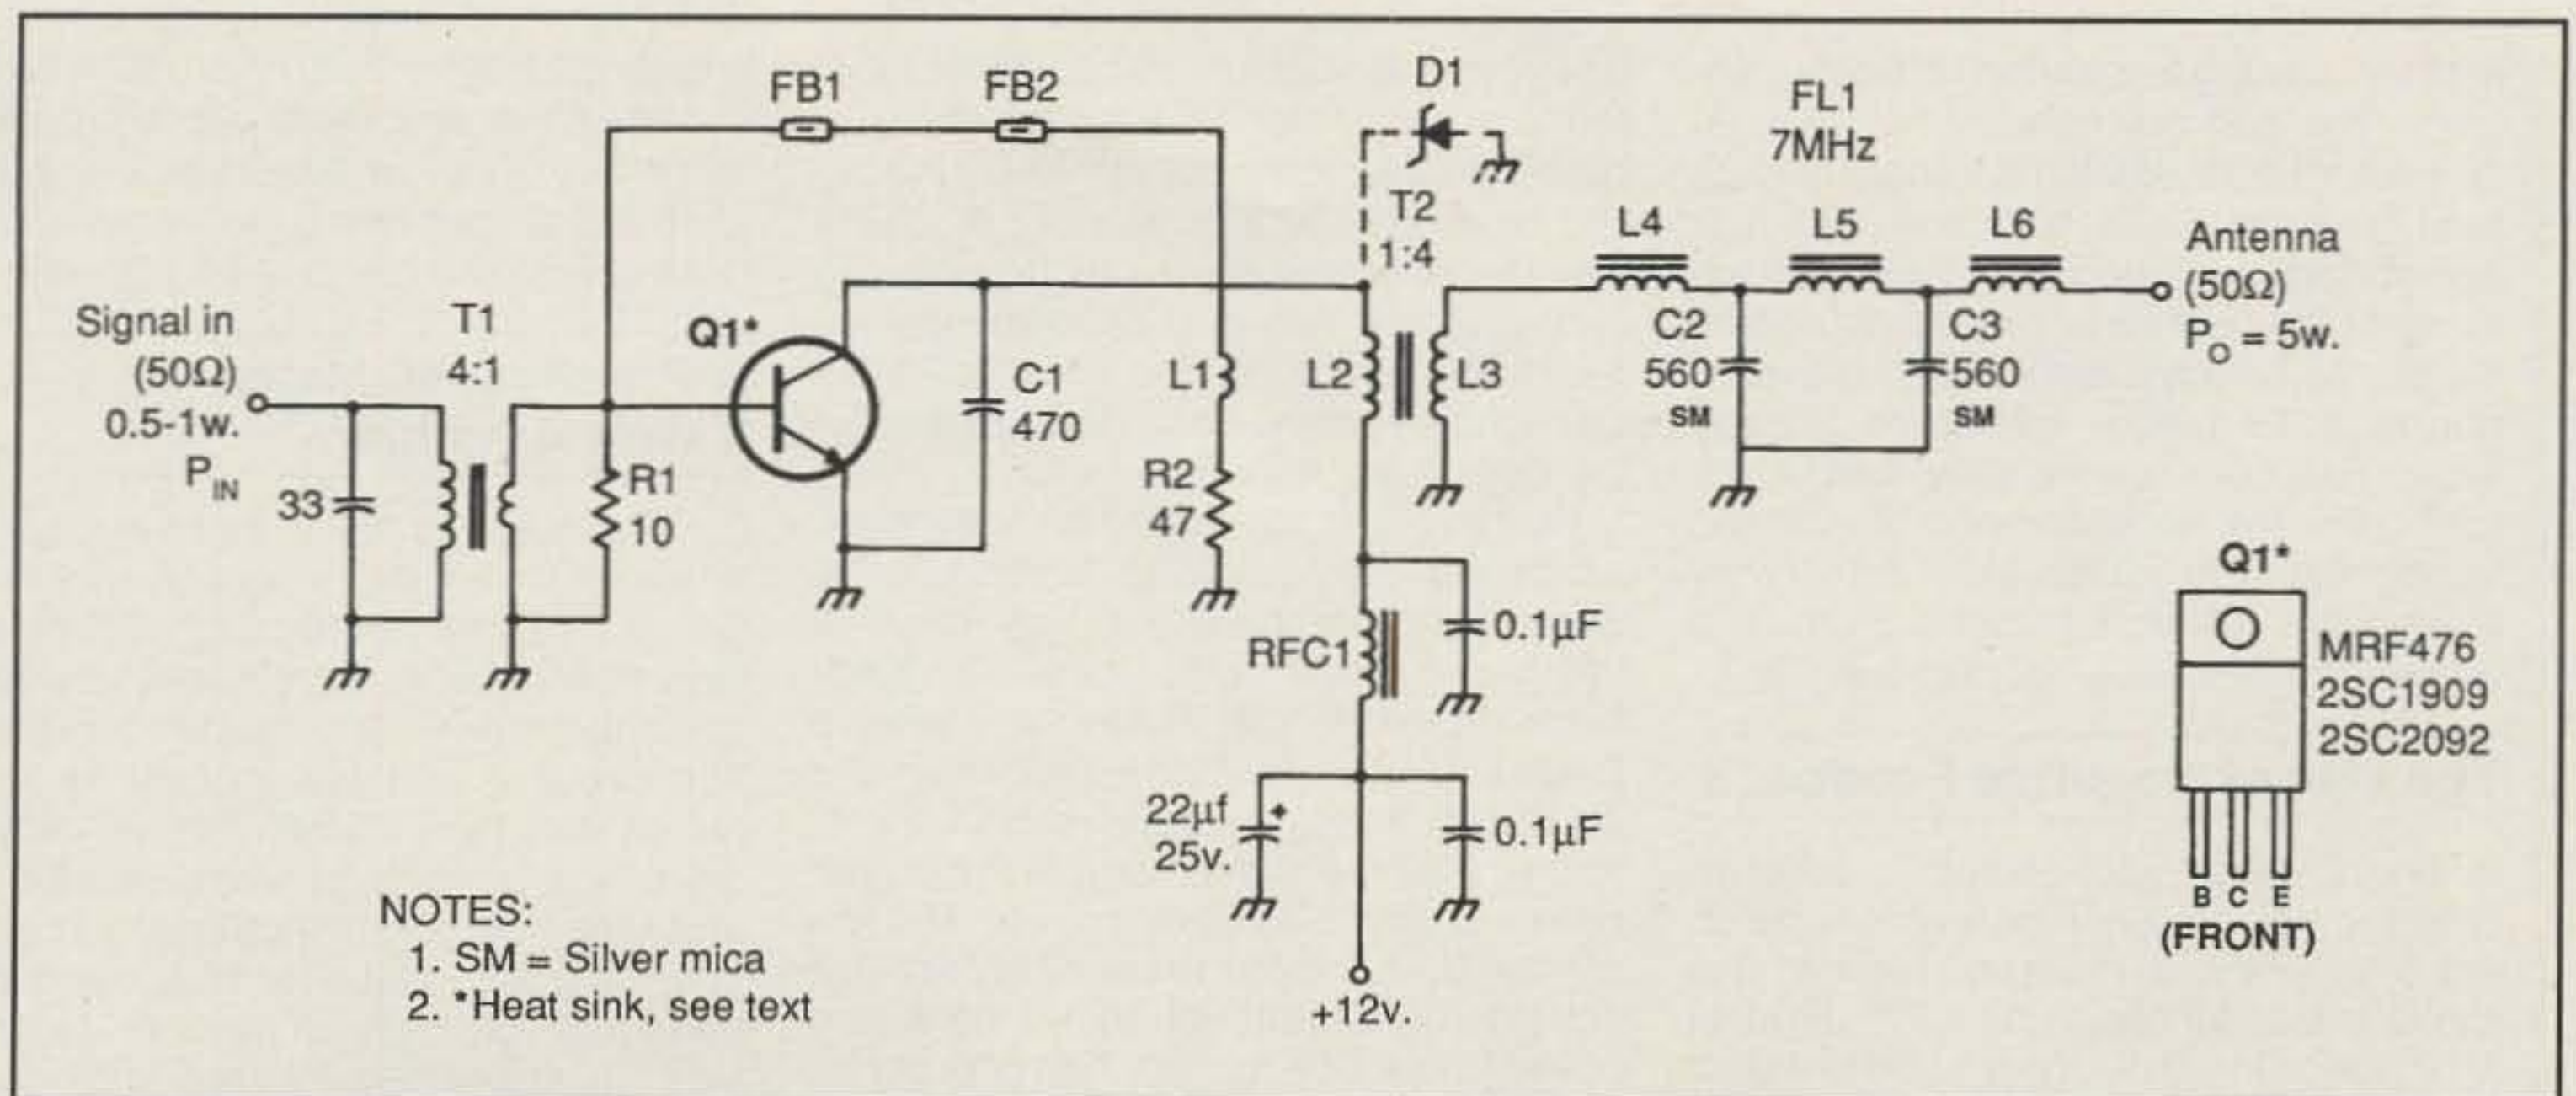 FB1
FB2
D1
FL1
7MHz
T2
1:4
L4
L5
L6
Antenna
(50Ω)
P_O = 5w.
Signal in
(50Ω)
0.5-1w.
P_IN
T1
4:1
Q1*
33
R1
10
C1
470
L1
R2
47
L2
L3
C2
560
SM
C3
560
SM
RFC1
0.1µF
22µf
25v.
+
0.1µF
+12v.
Q1*
MRF476
2SC1909
2SC2092
B C E
(FRONT)
NOTES:
1. SM = Silver mica
2. *Heat sink, see text